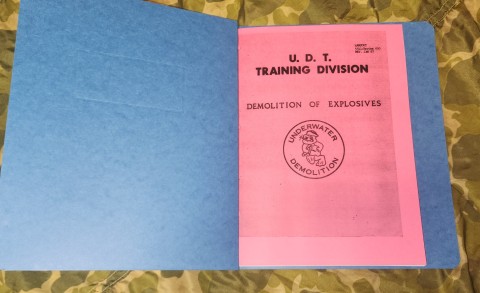 U. D. T.
TRAINING DIVISION
DEMOLITION OF EXPLOSIVES
UNDERWATER
DEMOLITION